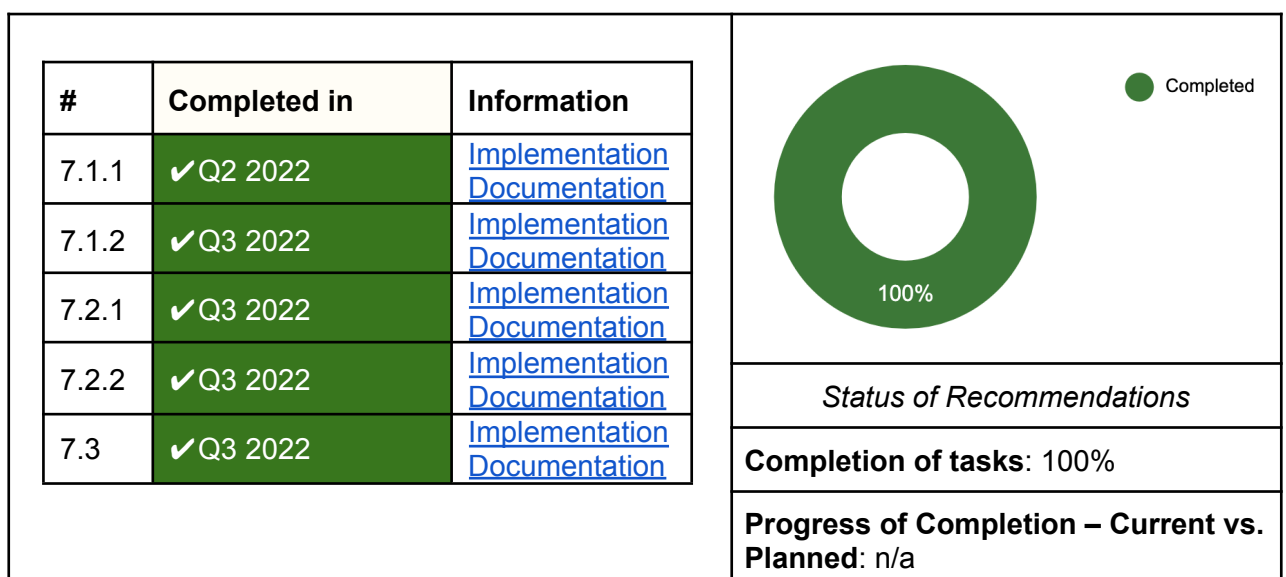 # Completed in Information
7.1.1 ✔Q2 2022 Implementation
Documentation
7.1.2 ✔Q3 2022 Implementation
Documentation
7.2.1 ✔Q3 2022 Implementation
Documentation
7.2.2 ✔Q3 2022 Implementation
Documentation
7.3 ✔Q3 2022 Implementation
Documentation
Completed
100%
Status of Recommendations
Completion of tasks: 100%
Progress of Completion – Current vs.
Planned: n/a